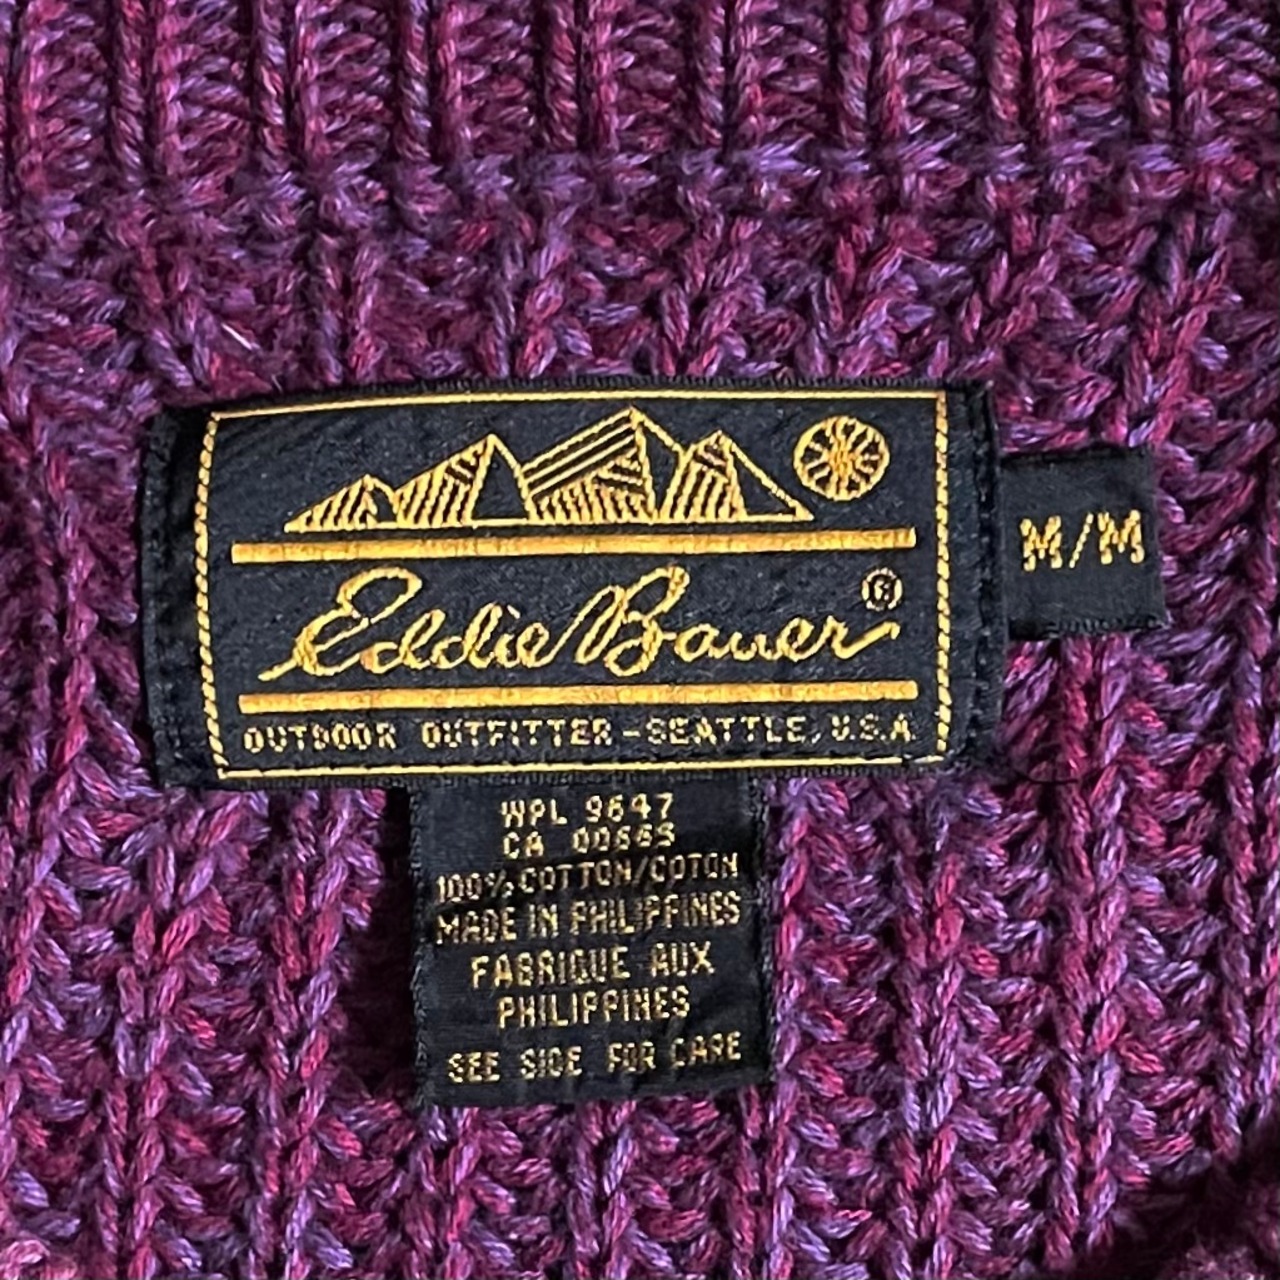 Eddie Bauer ®
OUTDOOR OUTFITTER - SEATTLE, U.S.A
M/M
WPL 9647
CA 00665
100% COTTON/COTON
MADE IN PHILIPPINES
FABRIQUE AUX
PHILIPPINES
SEE SIDE FOR CARE